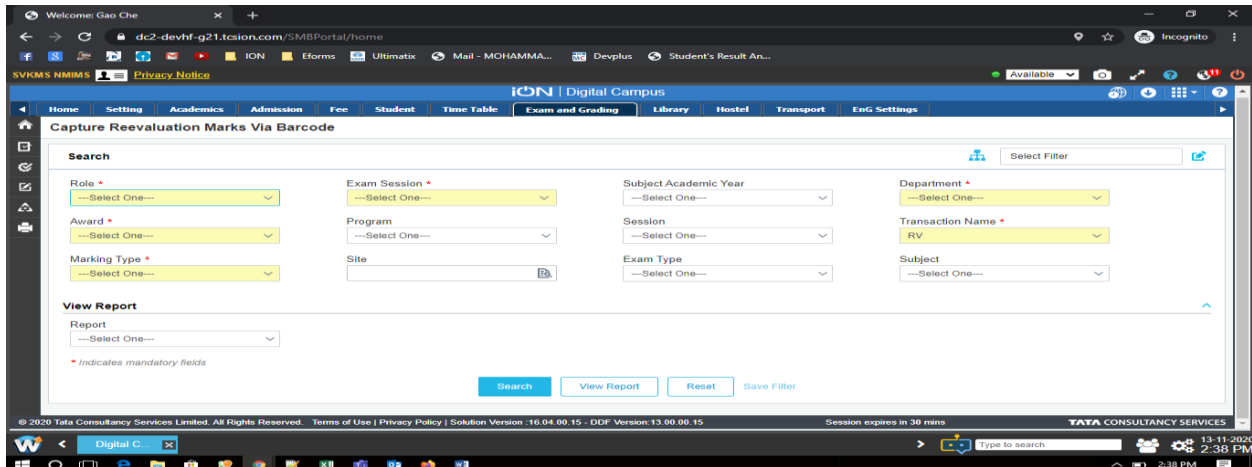 Welcome: Gao Che
dc2-devhf-g21.tcsion.com/SMBPortal/home
Incognito
ION Eforms Ultimatix Mail - MOHAMMA... Devplus Student's Result An...
SVKMS NMIMS Privacy Notice Available 11
iON | Digital Campus
Home Setting Academics Admission Fee Student Time Table Exam and Grading Library Hostel Transport EnG Settings
Capture Reevaluation Marks Via Barcode
Search Select Filter
Role * Exam Session * Subject Academic Year Department *
---Select One--- ---Select One--- ---Select One--- ---Select One---
Award * Program Session Transaction Name *
---Select One--- ---Select One--- ---Select One--- RV
Marking Type * Site Exam Type Subject
---Select One--- ---Select One--- ---Select One---
View Report
Report
---Select One---
* Indicates mandatory fields
Search View Report Reset Save Filter
© 2020 Tata Consultancy Services Limited. All Rights Reserved. Terms of Use | Privacy Policy | Solution Version :16.04.00.15 - DDF Version:13.00.00.15 Session expires in 30 mins TATA CONSULTANCY SERVICES
Digital C... Type to search 13-11-2020
2:38 PM
2:38 PM